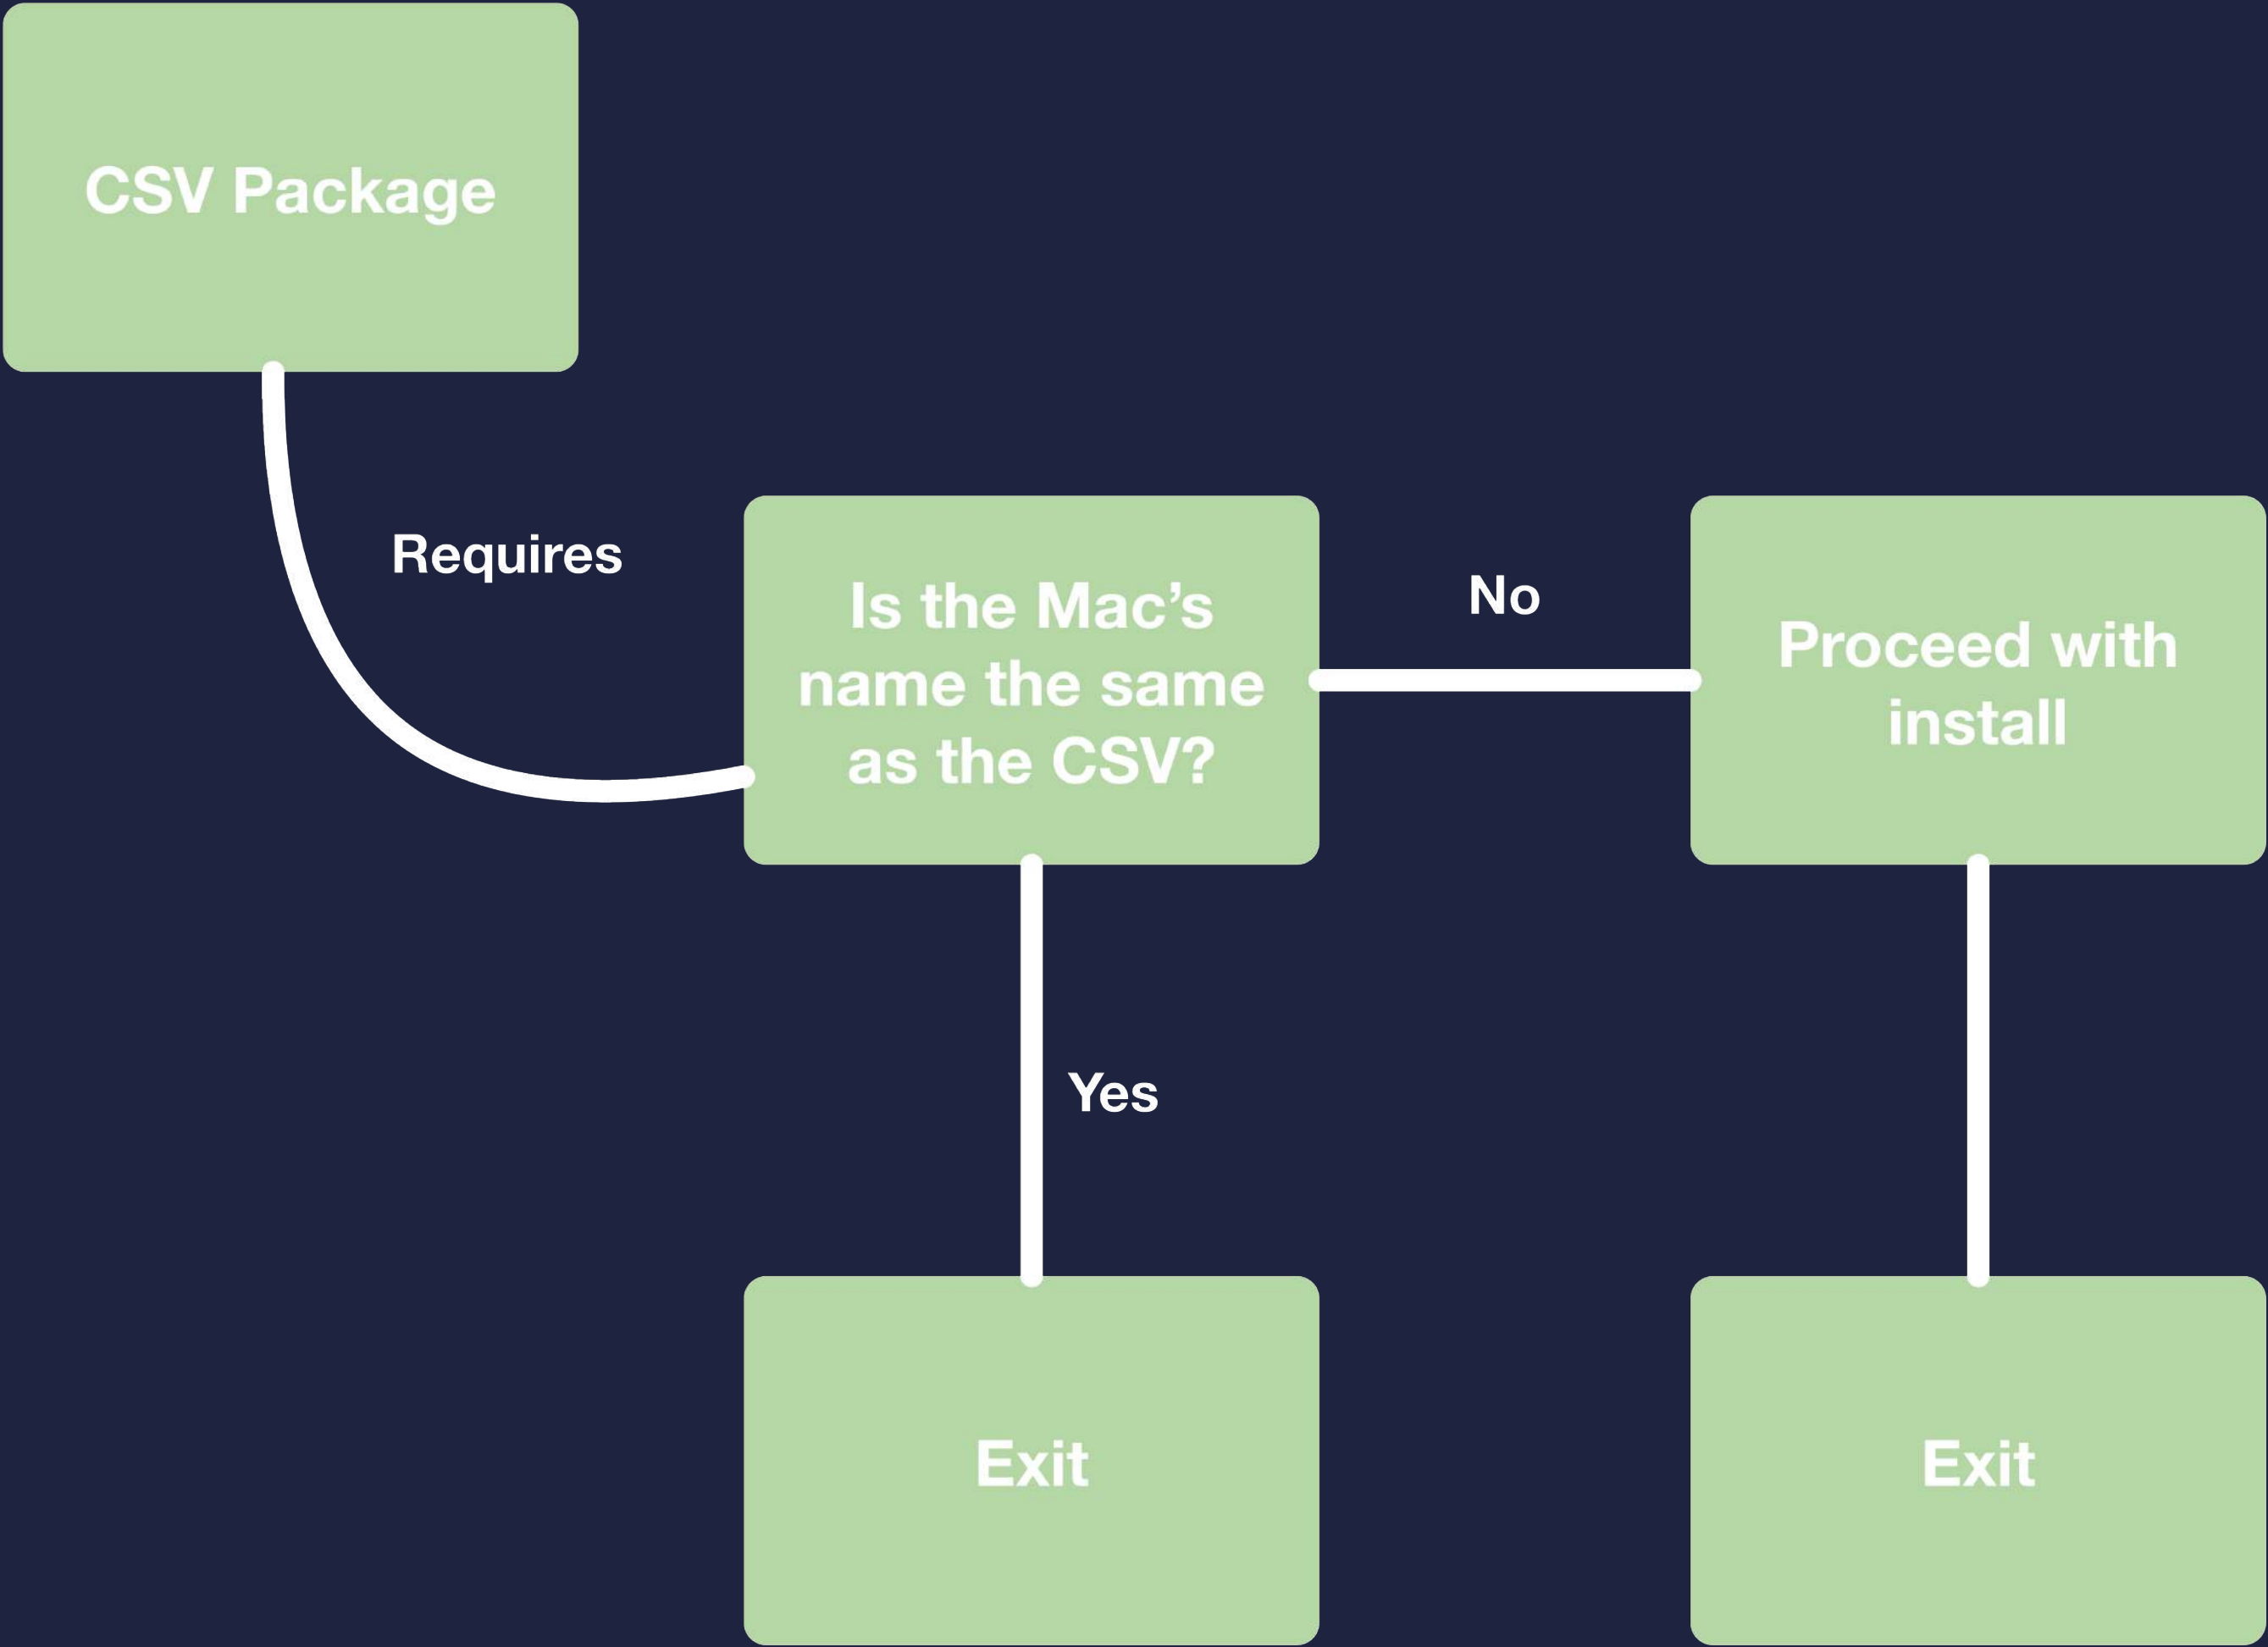 CSV Package
Requires
Is the Mac’s
name the same
as the CSV?
No
Proceed with
install
Yes
Exit
Exit